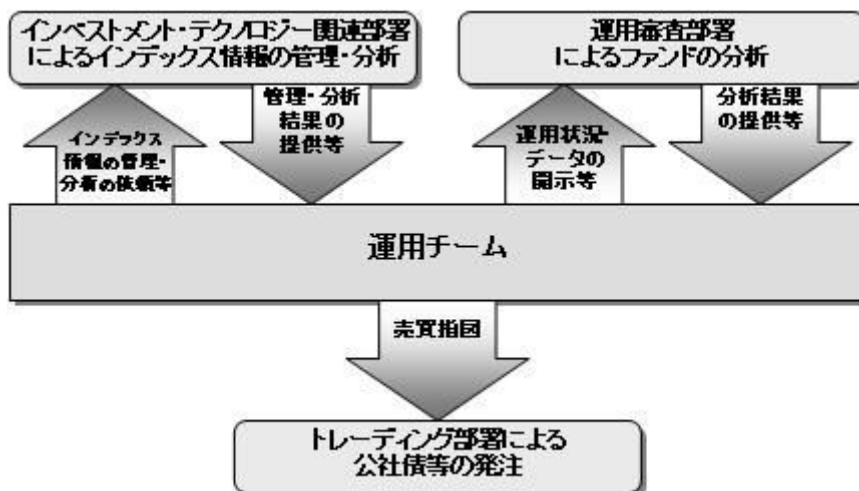 インベストメント・テクノロジー関連部署
によるインデックス情報の管理・分析
運用審査部署
によるファンドの分析
インデックス
情報の管理・
分析の依頼等
管理・分析
結果の
提供等
運用状況・
データの
開示等
分析結果
の提供等
運用チーム
売買指図
トレーディング部署による
公社債等の発注